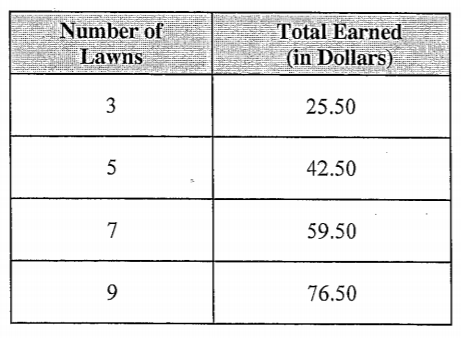 Number of
Lawns
Total Earned
(in Dollars)
3
25.50
5
42.50
7
59.50
9
76.50